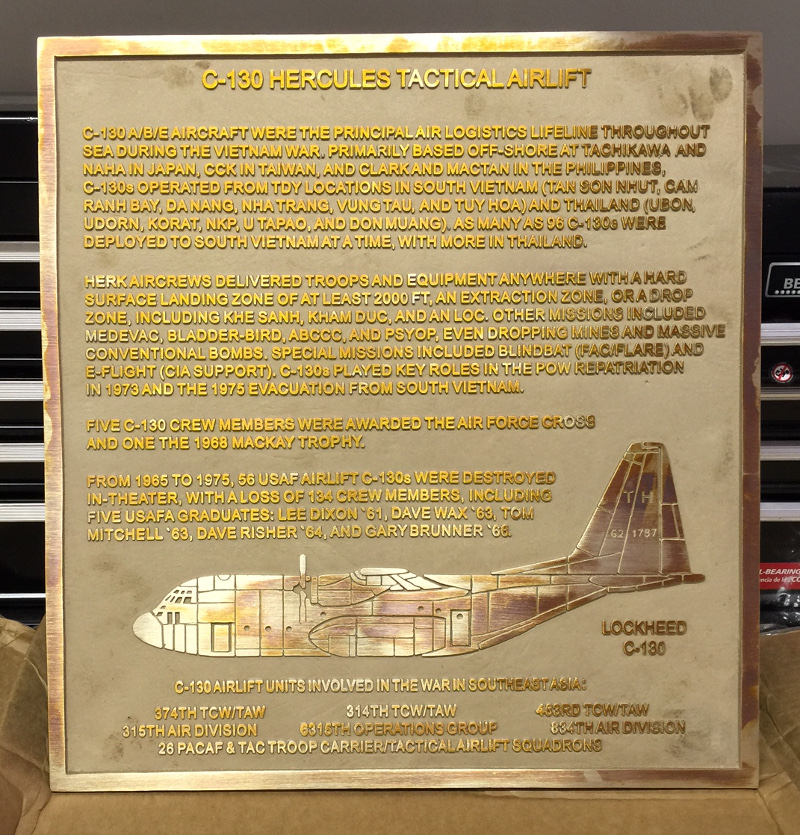 C-130 HERCULES TACTICAL AIRLIFT
C-130 A/B/E AIRCRAFT WERE THE PRINCIPAL AIR LOGISTICS LIFELINE THROUGHOUT
SEA DURING THE VIETNAM WAR. PRIMARILY BASED OFF-SHORE AT TACHIKAWA AND
NAHA IN JAPAN, CCK IN TAIWAN, AND CLARK AND MACTAN IN THE PHILIPPINES,
C-130s OPERATED FROM TDY LOCATIONS IN SOUTH VIETNAM (TAN SON NHUT, CAM
RANH BAY, DA NANG, NHA TRANG, VUNG TAU, AND TUY HOA) AND THAILAND (UBON,
UDORN, KORAT, NKP, U TAPAO, AND DON MUANG). AS MANY AS 96 C-130s WERE
DEPLOYED TO SOUTH VIETNAM AT A TIME, WITH MORE IN THAILAND.
HERK AIRCREWS DELIVERED TROOPS AND EQUIPMENT ANYWHERE WITH A HARD
SURFACE LANDING ZONE OF AT LEAST 2000 FT, AN EXTRACTION ZONE, OR A DROP
ZONE, INCLUDING KHE SANH, KHAM DUC, AND AN LOC. OTHER MISSIONS INCLUDED
MEDEVAC, BLADDER-BIRD, ABCCC, AND PSYOP, EVEN DROPPING MINES AND MASSIVE
CONVENTIONAL BOMBS. SPECIAL MISSIONS INCLUDED BLINDBAT (FAC/FLARE) AND
E-FLIGHT (CIA SUPPORT). C-130s PLAYED KEY ROLES IN THE POW REPATRIATION
IN 1973 AND THE 1975 EVACUATION FROM SOUTH VIETNAM.
FIVE C-130 CREW MEMBERS WERE AWARDED THE AIR FORCE CROSS
AND ONE THE 1968 MACKAY TROPHY.
FROM 1965 TO 1975, 56 USAF AIRLIFT C-130s WERE DESTROYED
IN-THEATER, WITH A LOSS OF 134 CREW MEMBERS, INCLUDING
FIVE USAFA GRADUATES: LEE DIXON '61, DAVE WAX '63, TOM
MITCHELL '63, DAVE RISHER '64, AND GARY BRUNNER '66.
TH
62 1787
LOCKHEED
C-130
C-130 AIRLIFT UNITS INVOLVED IN THE WAR IN SOUTHEAST ASIA:
374TH TCW/TAW 314TH TCW/TAW 463RD TCW/TAW
315TH AIR DIVISION 6315TH OPERATIONS GROUP 834TH AIR DIVISION
26 PACAF & TAC TROOP CARRIER/TACTICAL AIRLIFT SQUADRONS